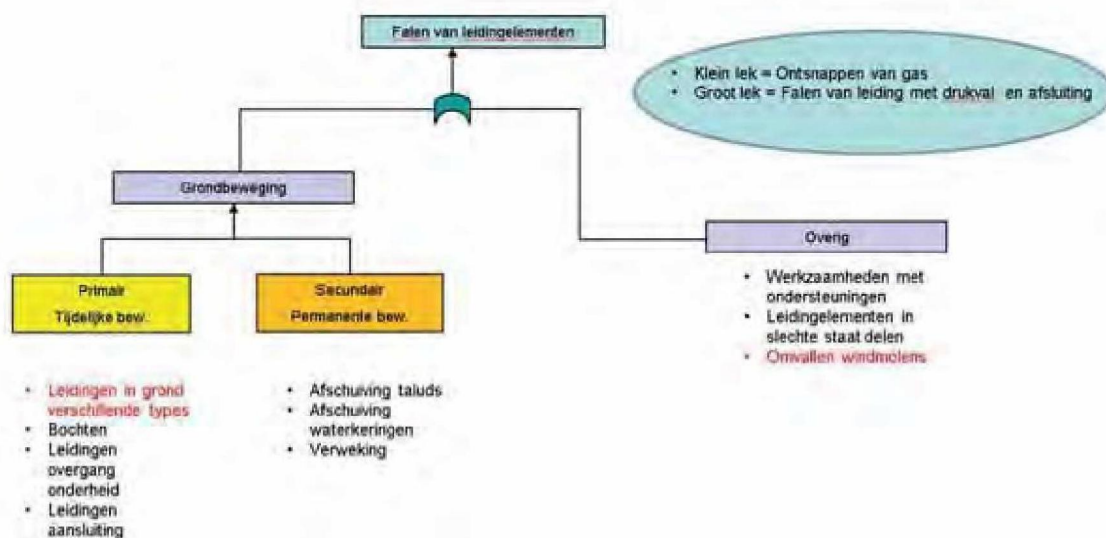 Falen van leidingelementen
• Klein lek = Ontsnappen van gas
• Groot lek = Falen van leiding met drukval en afsluiting
Grondbeweging
Overig
Primair
Tijdelijke bew.
Secundair
Permanente bew.
• Werkzaamheden met
ondersteuningen
• Leidingelementen in
slechte staat delen
• Omvallen windmolens
• Leidingen in grond
verschillende types
• Bochten
• Leidingen
overgang
onderheid
• Leidingen
aansluiting
• Afschuiving taluds
• Afschuiving
waterkeringen
• Verweking